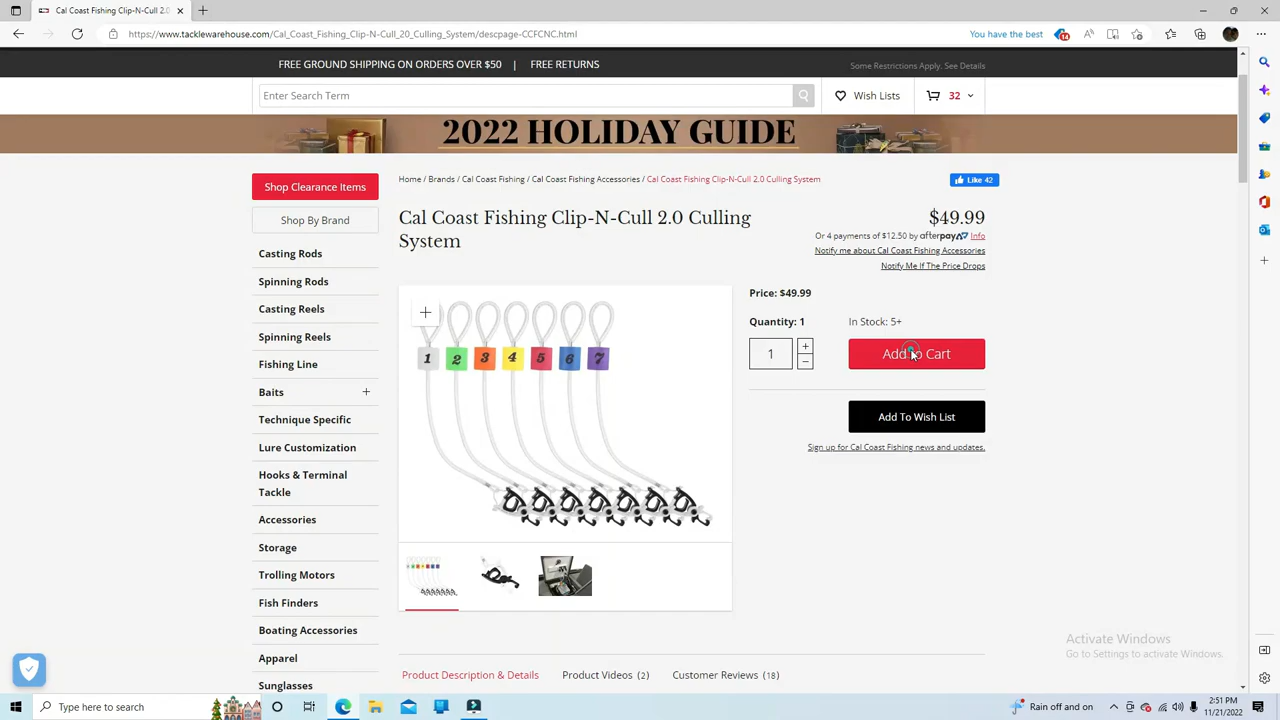 Cal Coast Fishing Clip-N-Cull 2.0
https://www.tacklewarehouse.com/Cal_Coast_Fishing_Clip-N-Cull_20_Culling_System/descpage-CCFCNC.html
You have the best
14
FREE GROUND SHIPPING ON ORDERS OVER $50 | FREE RETURNS
Some Restrictions Apply. See Details
Enter Search Term
Wish Lists
32
2022 HOLIDAY GUIDE
Shop Clearance Items
Shop By Brand
Casting Rods
Spinning Rods
Casting Reels
Spinning Reels
Fishing Line
Baits
Technique Specific
Lure Customization
Hooks & Terminal
Tackle
Accessories
Storage
Trolling Motors
Fish Finders
Boating Accessories
Apparel
Sunglasses
Home / Brands / Cal Coast Fishing / Cal Coast Fishing Accessories / Cal Coast Fishing Clip-N-Cull 2.0 Culling System
Like 42
Cal Coast Fishing Clip-N-Cull 2.0 Culling
System
$49.99
Or 4 payments of $12.50 by afterpay Info
Notify me about Cal Coast Fishing Accessories
Notify Me If The Price Drops
1 2 3 4 5 6 7
Price: $49.99
Quantity: 1
In Stock: 5+
1
+
−
Add To Cart
Add To Wish List
Sign up for Cal Coast Fishing news and updates.
Product Description & Details
Product Videos (2)
Customer Reviews (18)
Activate Windows
Go to Settings to activate Windows.
Type here to search
Rain off and on
2:51 PM
11/21/2022